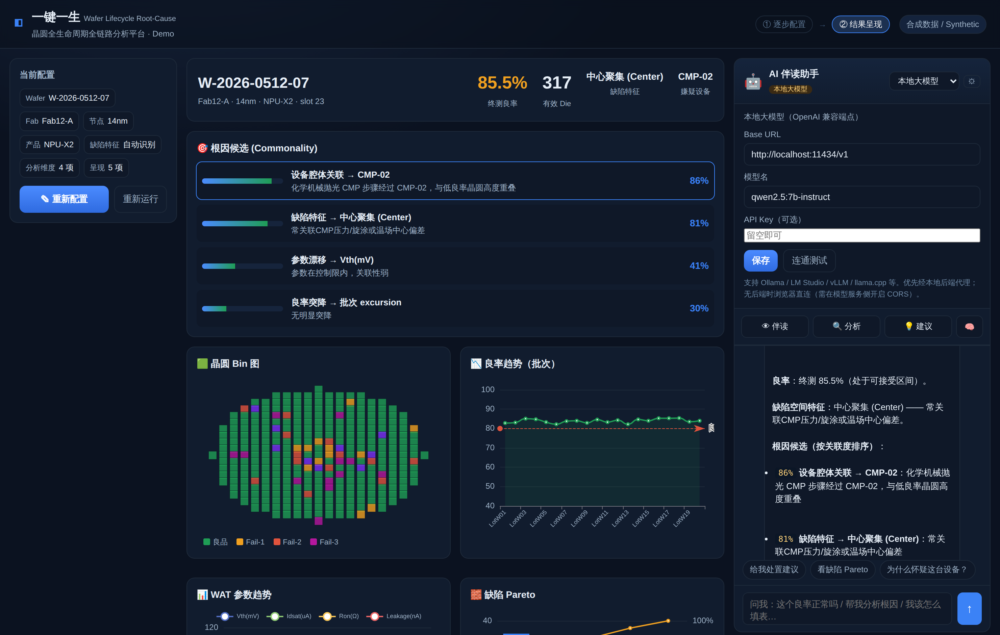 一键一生 Wafer Lifecycle Root-Cause
晶圆全生命周期全链路分析平台 · Demo
① 逐步配置 → ② 结果呈现 合成数据 / Synthetic
当前配置
Wafer W-2026-0512-07
Fab Fab12-A 节点 14nm
产品 NPU-X2 缺陷特征 自动识别
分析维度 4 项 呈现 5 项
✎ 重新配置 重新运行
W-2026-0512-07
Fab12-A · 14nm · NPU-X2 · slot 23
85.5%
终测良率
317
有效 Die
中心聚集 (Center)
缺陷特征
CMP-02
嫌疑设备
🎯 根因候选 (Commonality)
设备腔体关联 → CMP-02
化学机械抛光 CMP 步骤经过 CMP-02，与低良率晶圆高度重叠
86%
缺陷特征 → 中心聚集 (Center)
常关联CMP压力/旋涂或温场中心偏差
81%
参数漂移 → Vth(mV)
参数在控制限内，关联性弱
41%
良率突降 → 批次 excursion
无明显突降
30%
🟩 晶圆 Bin 图
良品 Fail-1 Fail-2 Fail-3
📉 良率趋势（批次）
100
90
80
70
60
50
40
LotW01 LotW03 LotW05 LotW07 LotW09 LotW11 LotW13 LotW15 LotW17 LotW19
📊 WAT 参数趋势
Vth(mV) Idsat(uA) Ron(Ω) Leakage(nA)
120
🧱 缺陷 Pareto
40 100%
🤖 AI 伴读助手
本地大模型
本地大模型
本地大模型（OpenAI 兼容端点）
Base URL
http://localhost:11434/v1
模型名
qwen2.5:7b-instruct
API Key（可选）
留空即可
保存 连通测试
支持 Ollama / LM Studio / vLLM / llama.cpp 等。优先经本地后端代理；
无后端时浏览器直连（需在模型服务侧开启 CORS）。
👁 伴读 🔍 分析 💡 建议 🧠
良率：终测 85.5%（处于可接受区间）。
缺陷空间特征：中心聚集 (Center) —— 常关
联CMP压力/旋涂或温场中心偏差。
根因候选（按关联度排序）：
• 86% 设备腔体关联 → CMP-02：化学机械抛
光 CMP 步骤经过 CMP-02，与低良率晶圆高
度重叠
• 81% 缺陷特征 → 中心聚集 (Center)：常关
联CMP压力/旋涂或温场中心偏差
给我处置建议 看缺陷 Pareto 为什么怀疑这台设备？
问我：这个良率正常吗 / 帮我分析根因 / 我该怎么
填表…
↑